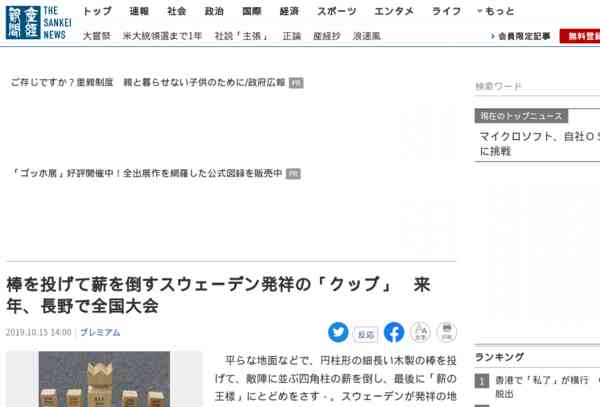 産経新聞
THE SANKEI NEWS
トップ 速報 社会 政治 国際 経済 スポーツ エンタメ ライフ もっと
大嘗祭 米大統領選まで1年 社説「主張」 正論 産経抄 浪速風
会員限定記事
無料登録
ご存じですか？里親制度　親と暮らせない子供のために/政府広報 PR
検索ワード
現在のトップニュース
マイクロソフト、自社ＯＳ
に挑戦
「ゴッホ展」好評開催中！全出展作を網羅した公式図録を販売中 PR
棒を投げて薪を倒すスウェーデン発祥の「クッブ」　来
年、長野で全国大会
2019.10.15 14:00 プレミアム
反応
文字
印刷
ランキング
平らな地面などで、円柱形の細長い木製の棒を投
げて、敵陣に並ぶ四角柱の薪を倒し、最後に「薪の
王様」にとどめをさす－。スウェーデンが発祥の地
1 香港で「私了」が横行
脱出